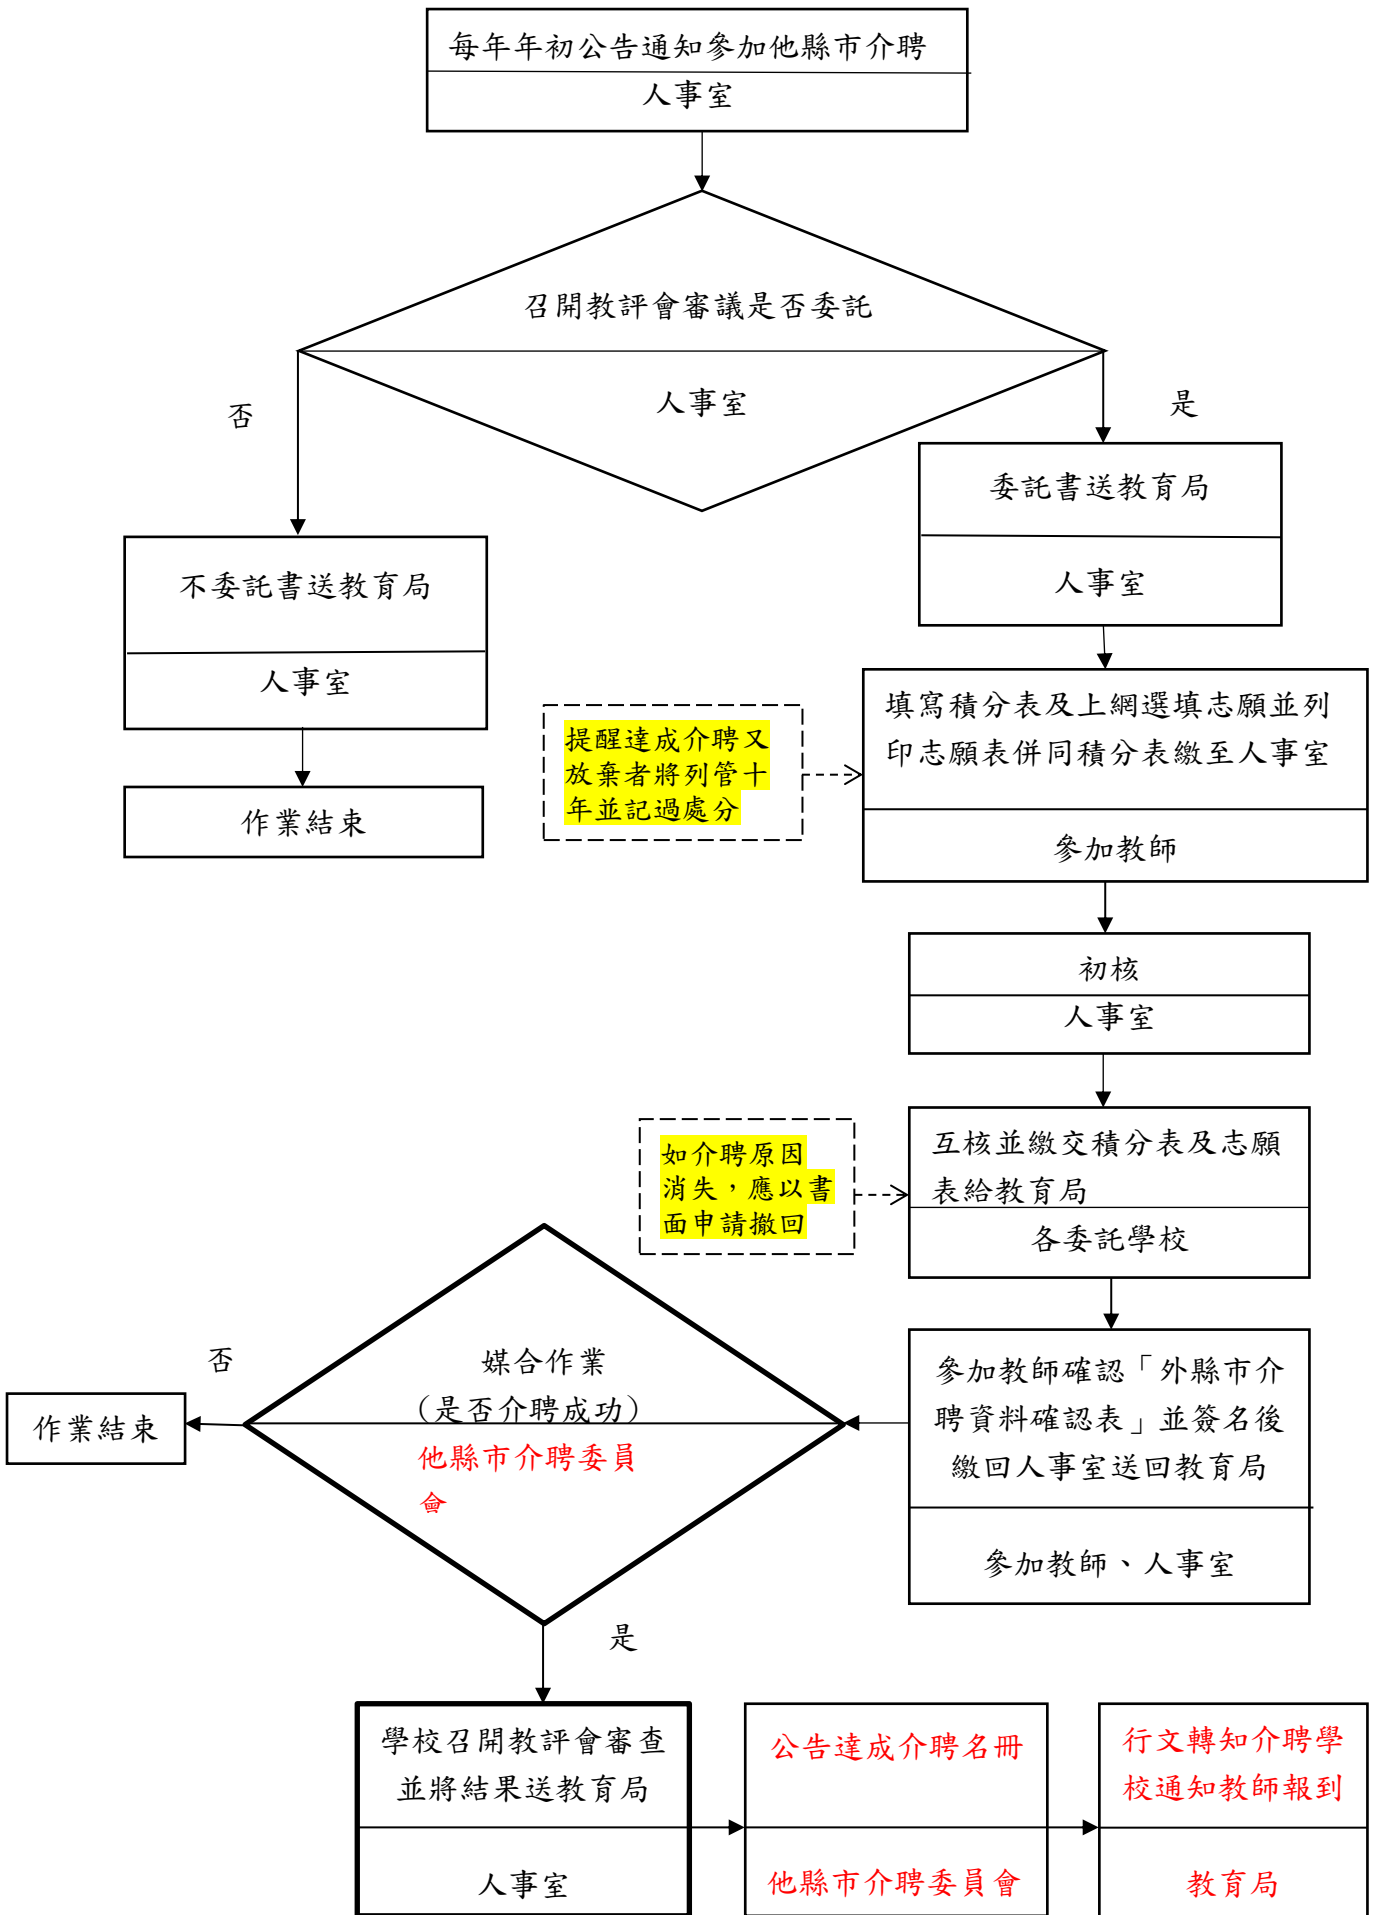 每年年初公告通知參加他縣市介聘
人事室
召開教評會審議是否委託
人事室
否
是
委託書送教育局
人事室
不委託書送教育局
人事室
作業結束
填寫積分表及上網選填志願並列
印志願表併同積分表繳至人事室
參加教師
提醒達成介聘又
放棄者將列管十
年並記過處分
初核
人事室
互核並繳交積分表及志願
表給教育局
各委託學校
如介聘原因
消失，應以書
面申請撤回
參加教師確認「外縣市介
聘資料確認表」並簽名後
繳回人事室送回教育局
參加教師、人事室
媒合作業
(是否介聘成功)
他縣市介聘委員
會
否
作業結束
是
學校召開教評會審查
並將結果送教育局
人事室
公告達成介聘名冊
他縣市介聘委員會
行文轉知介聘學
校通知教師報到
教育局